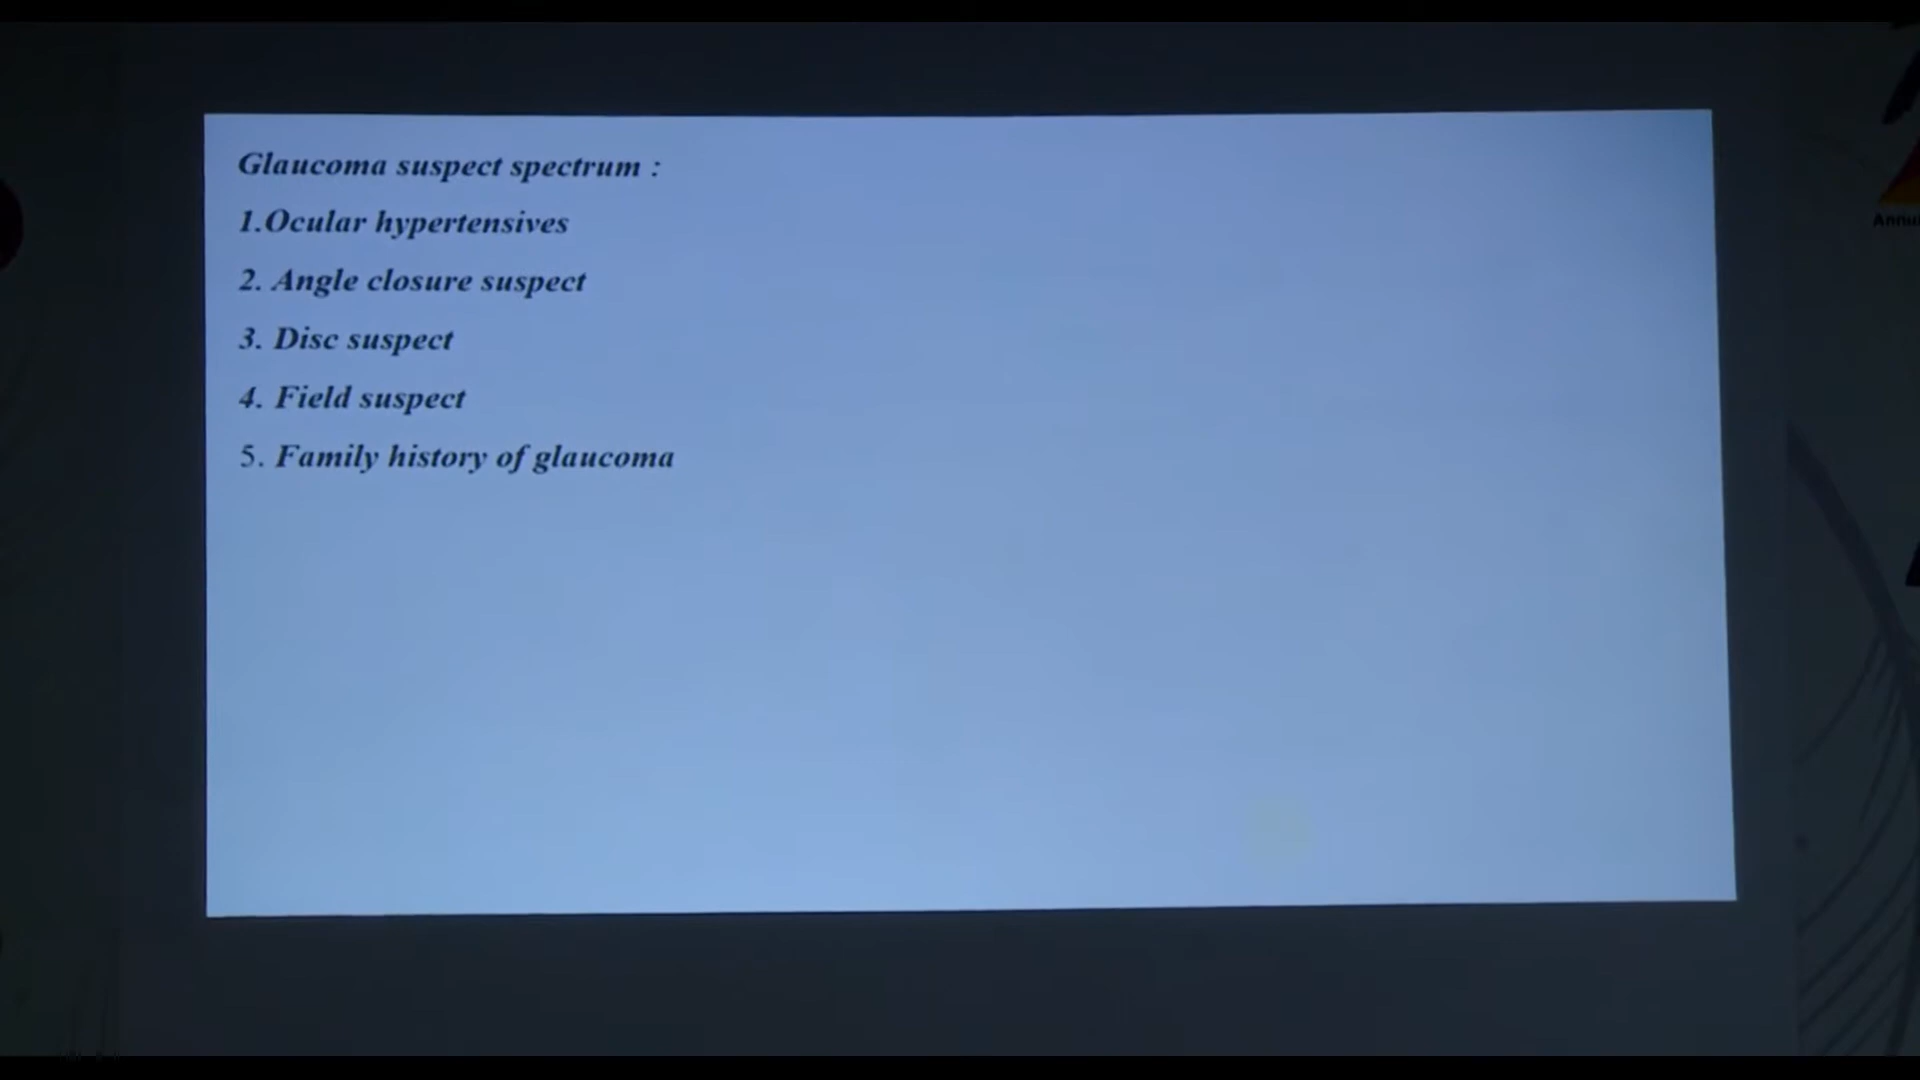 Glaucoma suspect spectrum :
1.Ocular hypertensives
2. Angle closure suspect
3. Disc suspect
4. Field suspect
5. Family history of glaucoma